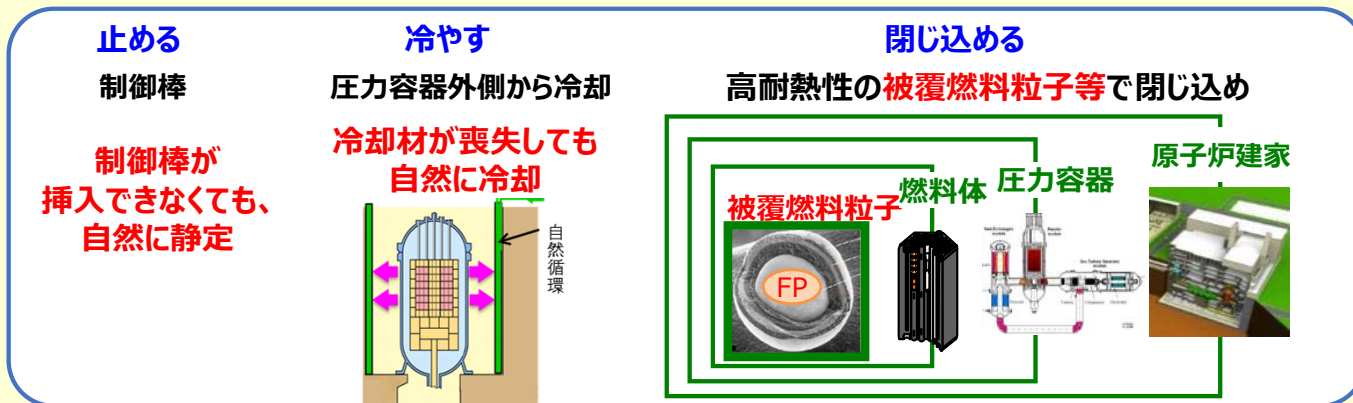 止める
制御棒
制御棒が
挿入できなくても、
自然に静定
冷やす
圧力容器外側から冷却
冷却材が喪失しても
自然に冷却
自然循環
閉じ込める
高耐熱性の被覆燃料粒子等で閉じ込め
被覆燃料粒子
FP
燃料体
圧力容器
原子炉建家